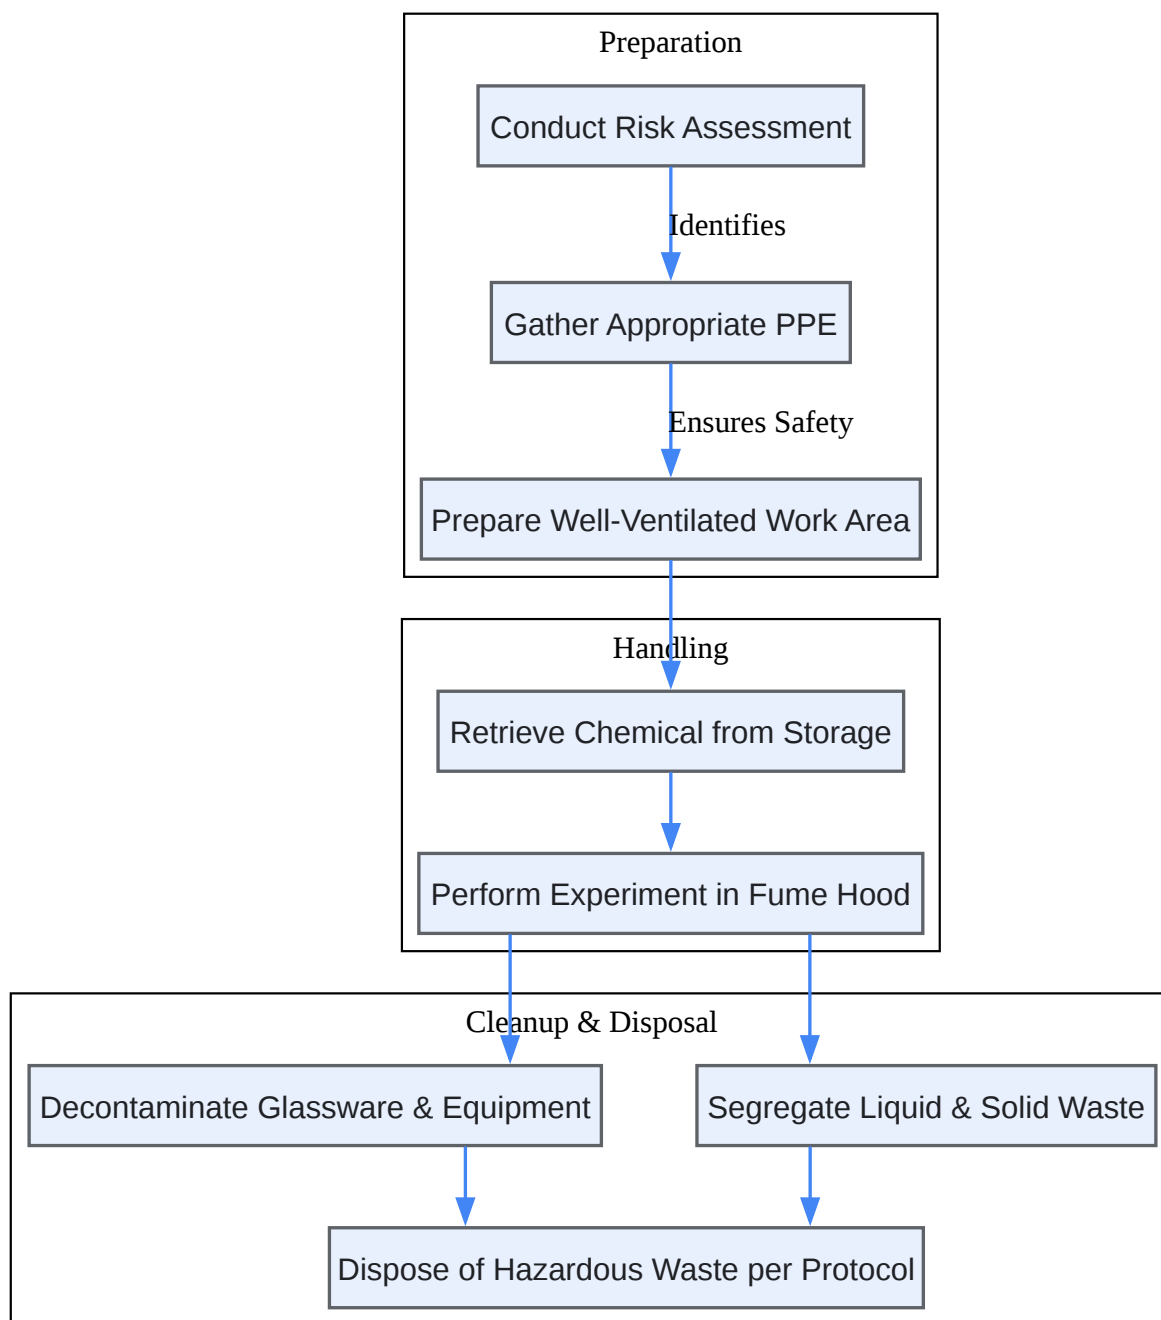 Preparation
Conduct Risk Assessment
Identifies
Gather Appropriate PPE
Ensures Safety
Prepare Well-Ventilated Work Area
Handling
Retrieve Chemical from Storage
Perform Experiment in Fume Hood
Cleanup & Disposal
Decontaminate Glassware & Equipment
Segregate Liquid & Solid Waste
Dispose of Hazardous Waste per Protocol